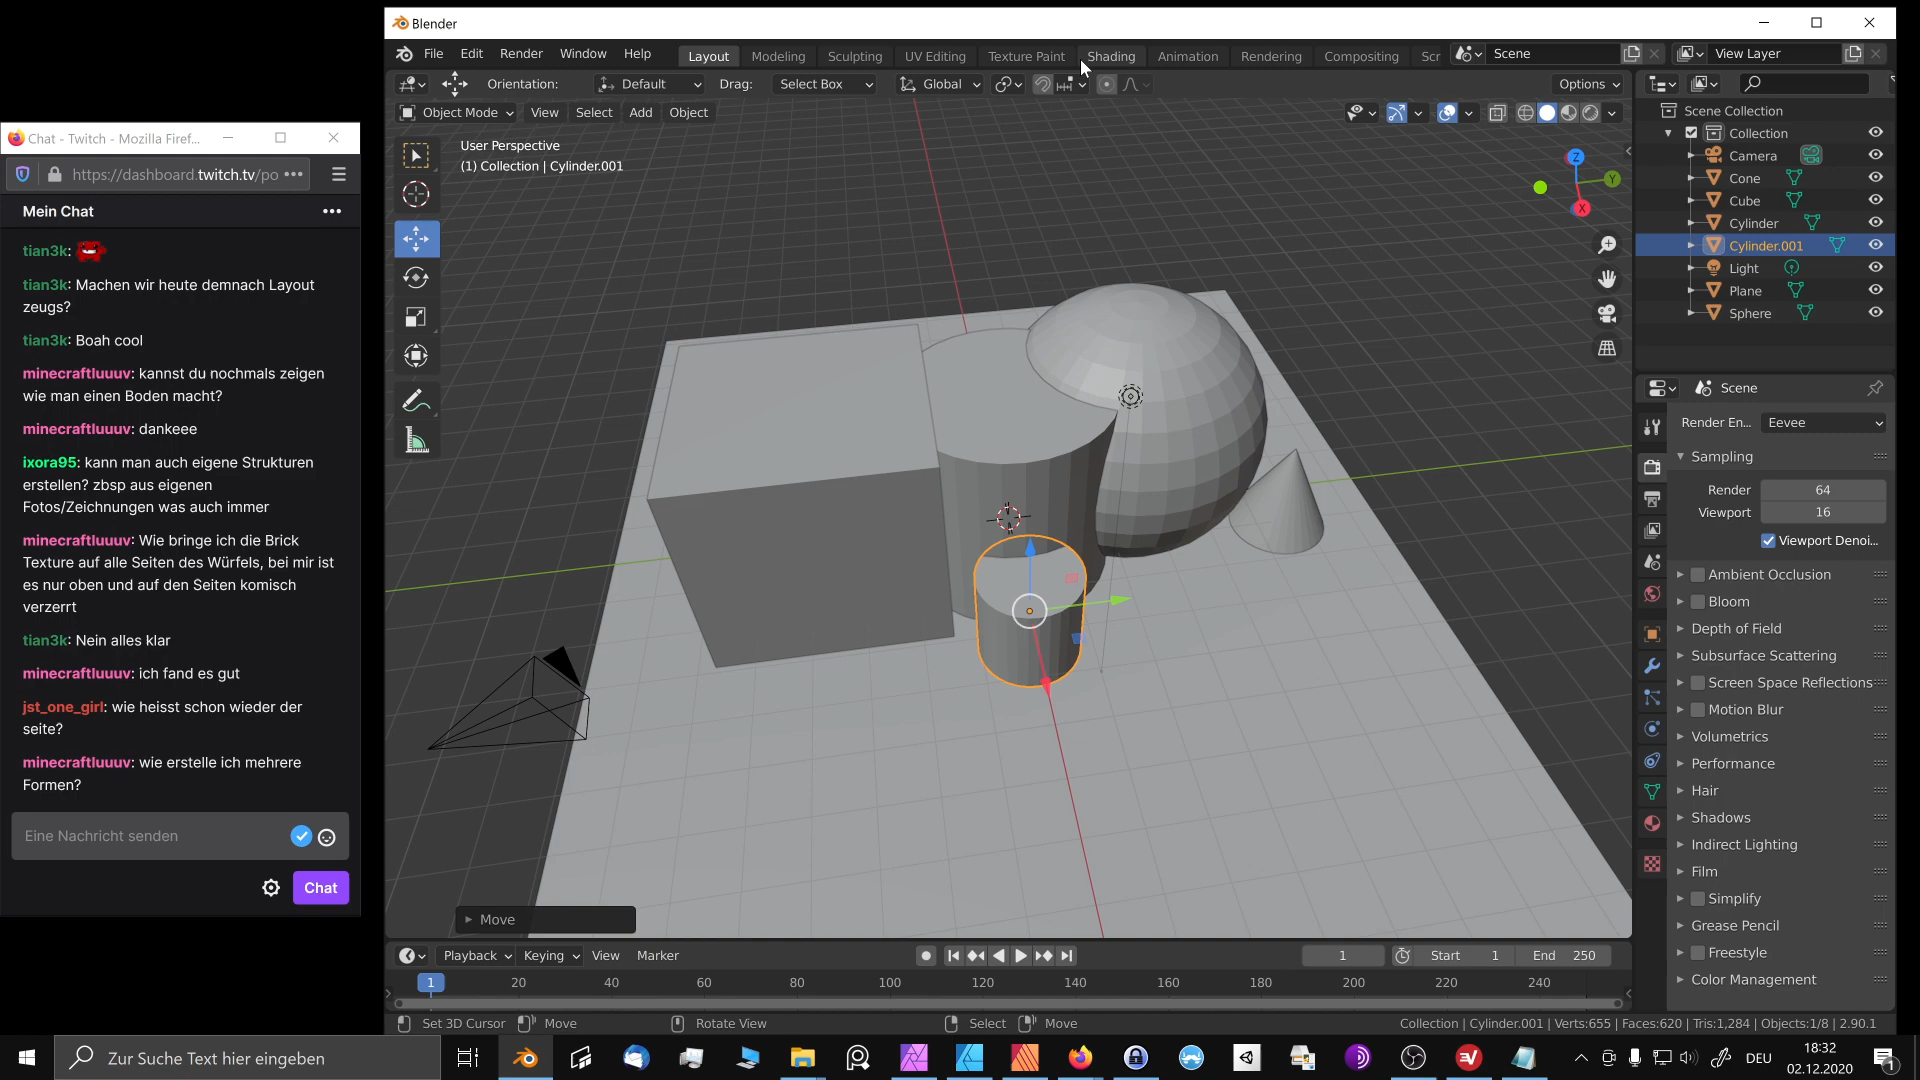 Blender
File Edit Render Window Help Layout Modeling Sculpting UV Editing Texture Paint Shading Animation Rendering Compositing Scr Scene View Layer
Orientation: Default Drag: Select Box Global Options
Object Mode View Select Add Object
User Perspective
(1) Collection | Cylinder.001
Z
Y
X
Chat - Twitch - Mozilla Firef...
https://dashboard.twitch.tv/po
Mein Chat
tian3k:
tian3k: Machen wir heute demnach Layout
zeugs?
tian3k: Boah cool
minecraftluuuv: kannst du nochmals zeigen
wie man einen Boden macht?
minecraftluuuv: dankeee
ixora95: kann man auch eigene Strukturen
erstellen? zbsp aus eigenen
Fotos/Zeichnungen was auch immer
minecraftluuuv: Wie bringe ich die Brick
Texture auf alle Seiten des Würfels, bei mir ist
es nur oben und auf den Seiten komisch
verzerrt
tian3k: Nein alles klar
minecraftluuuv: ich fand es gut
jst_one_girl: wie heisst schon wieder der
seite?
minecraftluuuv: wie erstelle ich mehrere
Formen?
Eine Nachricht senden
Chat
Scene Collection
Collection
Camera
Cone
Cube
Cylinder
Cylinder.001
Light
Plane
Sphere
Scene
Render En... Eevee
Sampling
Render 64
Viewport 16
Viewport Denoi...
Ambient Occlusion
Bloom
Depth of Field
Subsurface Scattering
Screen Space Reflections
Motion Blur
Volumetrics
Performance
Hair
Shadows
Indirect Lighting
Film
Simplify
Grease Pencil
Freestyle
Color Management
Move
Playback Keying View Marker 1 Start 1 End 250
1 20 40 60 80 100 120 140 160 180 200 220 240
Set 3D Cursor Move Rotate View Select Move Collection | Cylinder.001 | Verts:655 | Faces:620 | Tris:1,284 | Objects:1/8 | 2.90.1
Zur Suche Text hier eingeben
DEU
18:32
02.12.2020
1